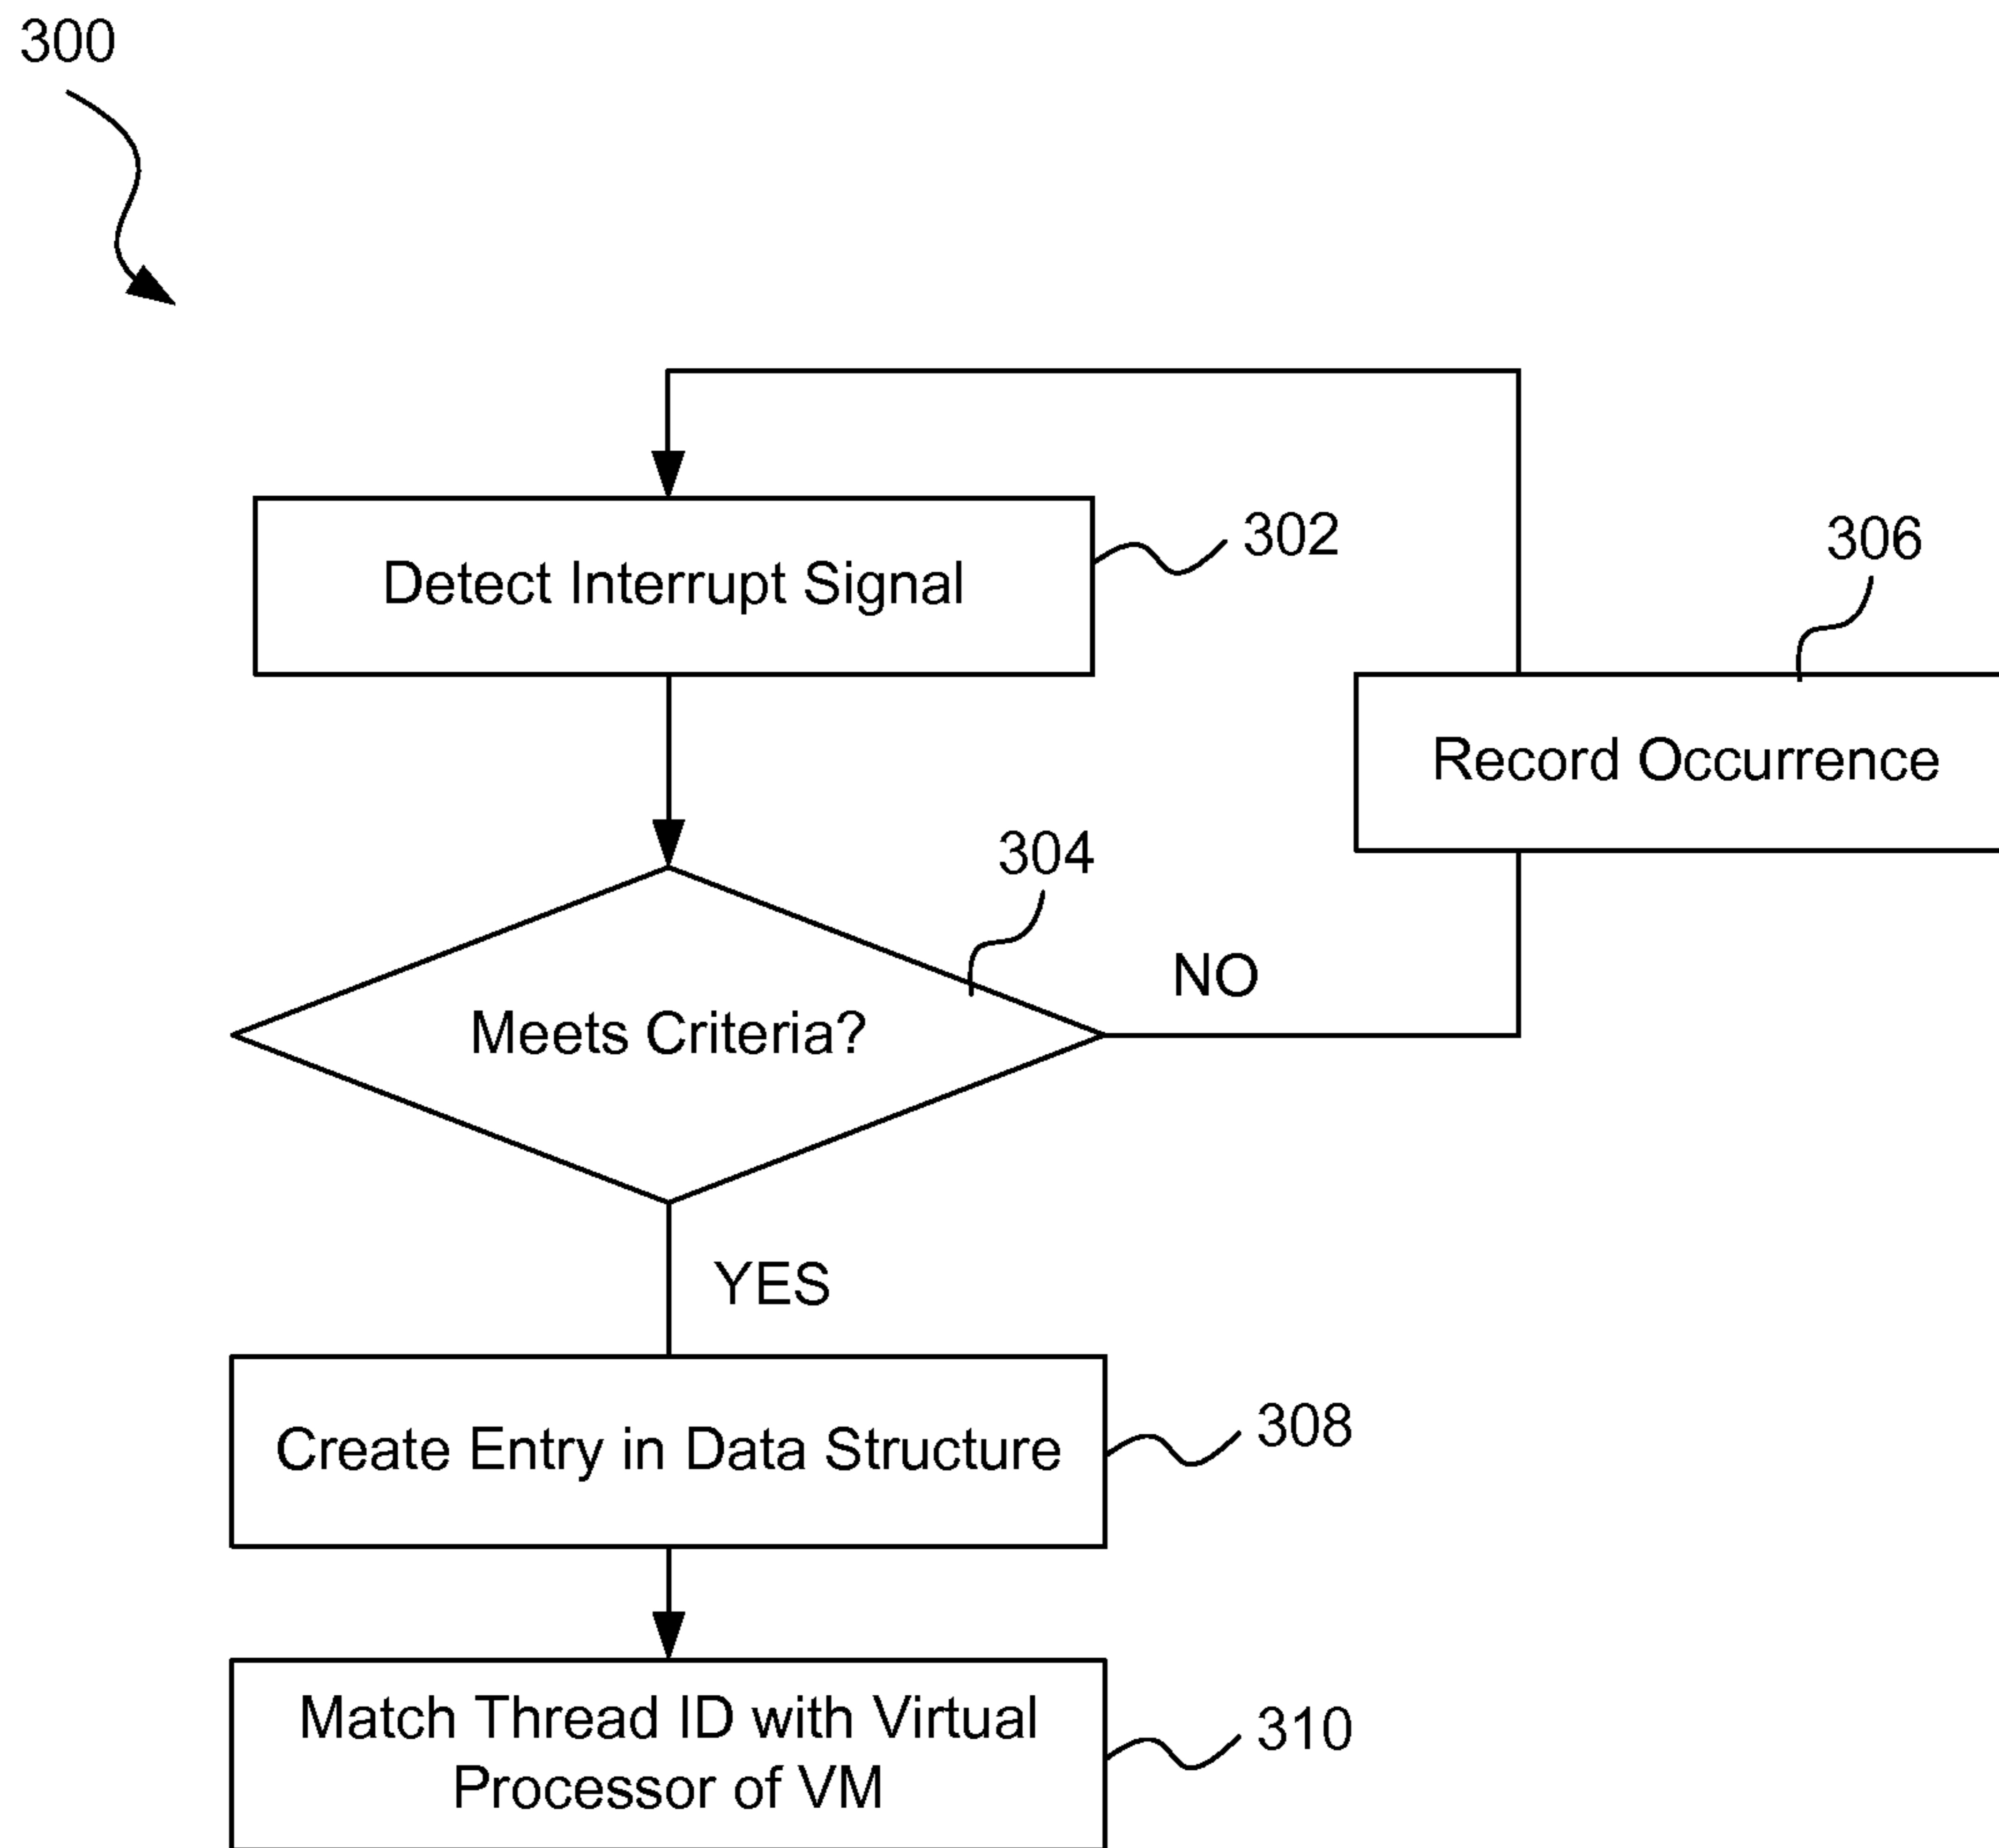 300
Detect Interrupt Signal
302
306
Record Occurrence
304
Meets Criteria?
NO
YES
Create Entry in Data Structure
308
Match Thread ID with Virtual
Processor of VM
310